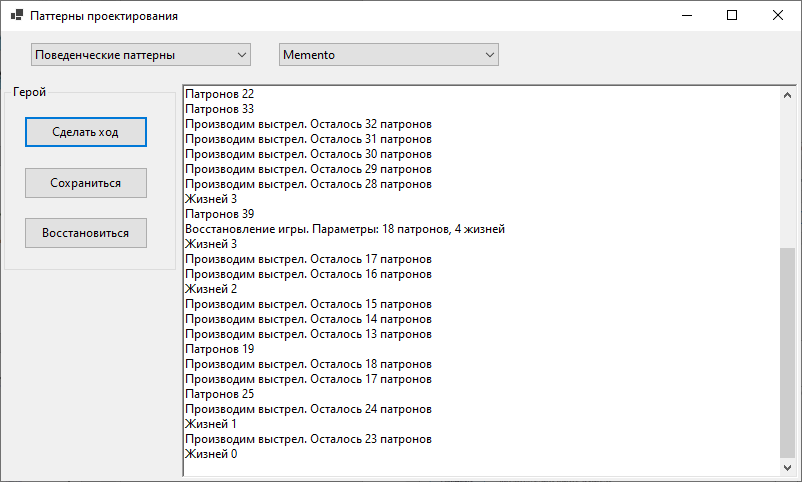 Паттерны проектирования
Поведенческие паттерны
Memento
Герой
Сделать ход
Сохраниться
Восстановиться
Патронов 22
Патронов 33
Производим выстрел. Осталось 32 патронов
Производим выстрел. Осталось 31 патронов
Производим выстрел. Осталось 30 патронов
Производим выстрел. Осталось 29 патронов
Производим выстрел. Осталось 28 патронов
Жизней 3
Патронов 39
Восстановление игры. Параметры: 18 патронов, 4 жизней
Жизней 3
Производим выстрел. Осталось 17 патронов
Производим выстрел. Осталось 16 патронов
Жизней 2
Производим выстрел. Осталось 15 патронов
Производим выстрел. Осталось 14 патронов
Производим выстрел. Осталось 13 патронов
Патронов 19
Производим выстрел. Осталось 18 патронов
Производим выстрел. Осталось 17 патронов
Патронов 25
Производим выстрел. Осталось 24 патронов
Жизней 1
Производим выстрел. Осталось 23 патронов
Жизней 0